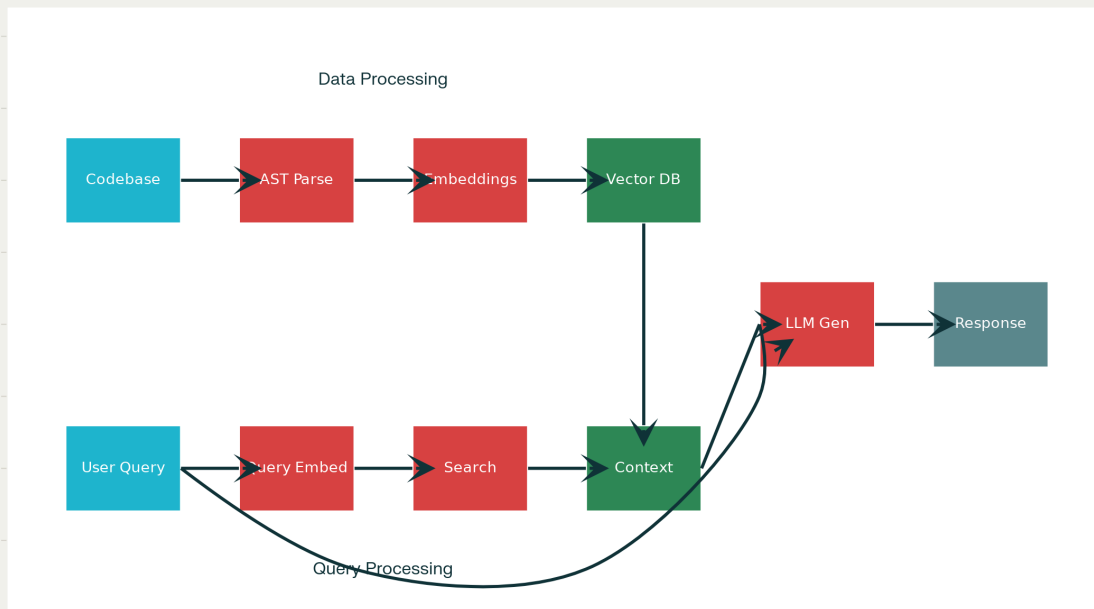 Data Processing
Codebase
AST Parse
Embeddings
Vector DB
LLM Gen
Response
User Query
Query Embed
Search
Context
Query Processing